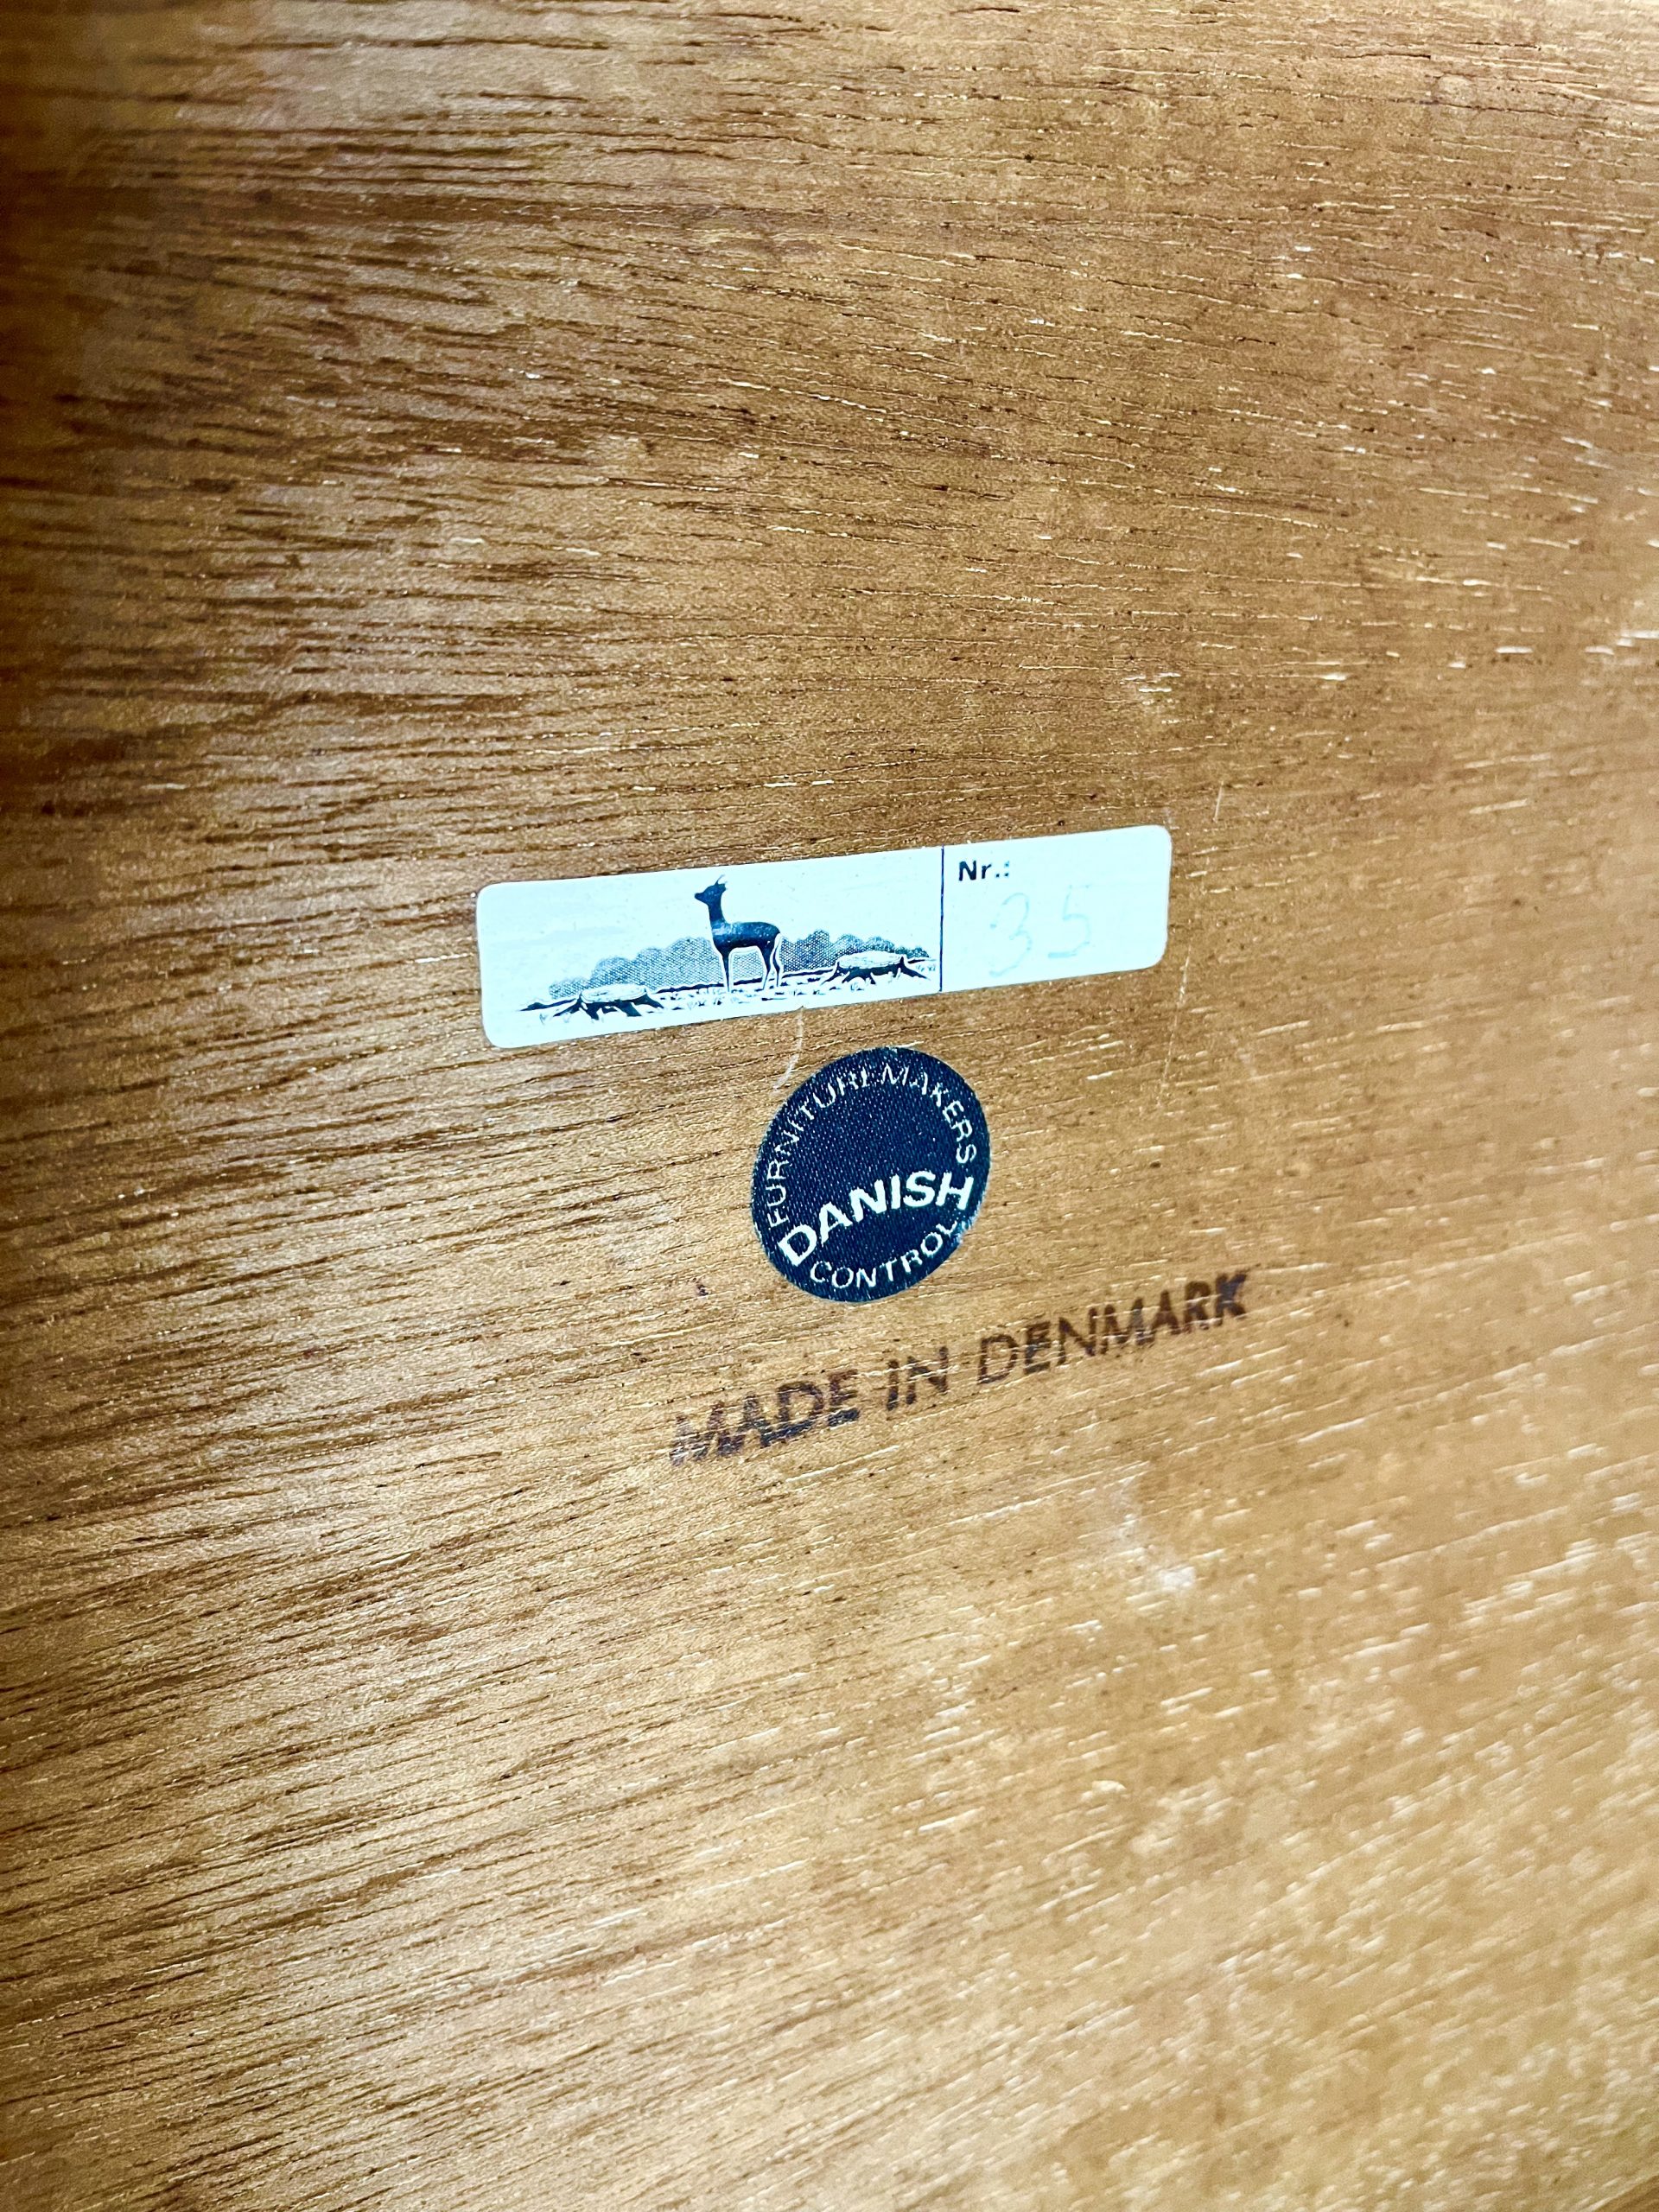 Nr.:
35
FURNITUREMAKERS
DANISH
CONTROL
MADE IN DENMARK